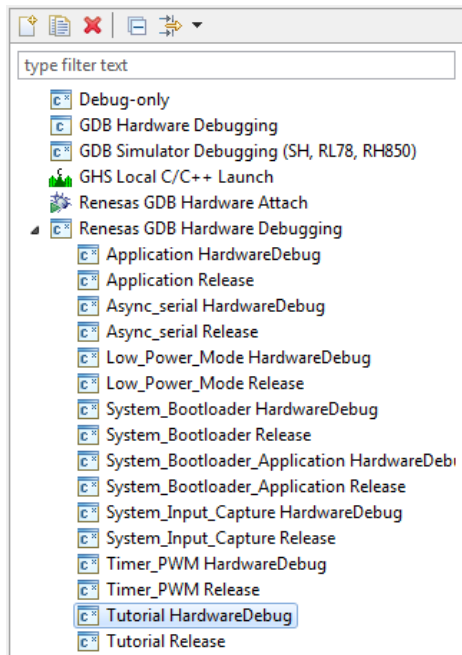 type filter text
Debug-only
GDB Hardware Debugging
GDB Simulator Debugging (SH, RL78, RH850)
GHS Local C/C++ Launch
Renesas GDB Hardware Attach
Renesas GDB Hardware Debugging
Application HardwareDebug
Application Release
Async_serial HardwareDebug
Async_serial Release
Low_Power_Mode HardwareDebug
Low_Power_Mode Release
System_Bootloader HardwareDebug
System_Bootloader Release
System_Bootloader_Application HardwareDebu
System_Bootloader_Application Release
System_Input_Capture HardwareDebug
System_Input_Capture Release
Timer_PWM HardwareDebug
Timer_PWM Release
Tutorial HardwareDebug
Tutorial Release